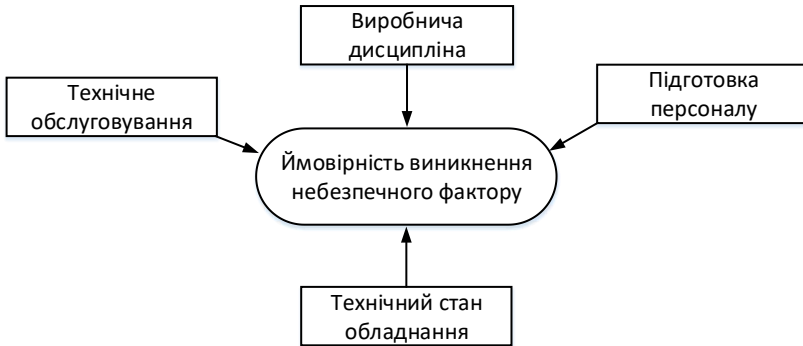 Виробнича
дисципліна
Технічне
обслуговування
Підготовка
персоналу
Ймовірність виникнення
небезпечного фактору
Технічний стан
обладнання